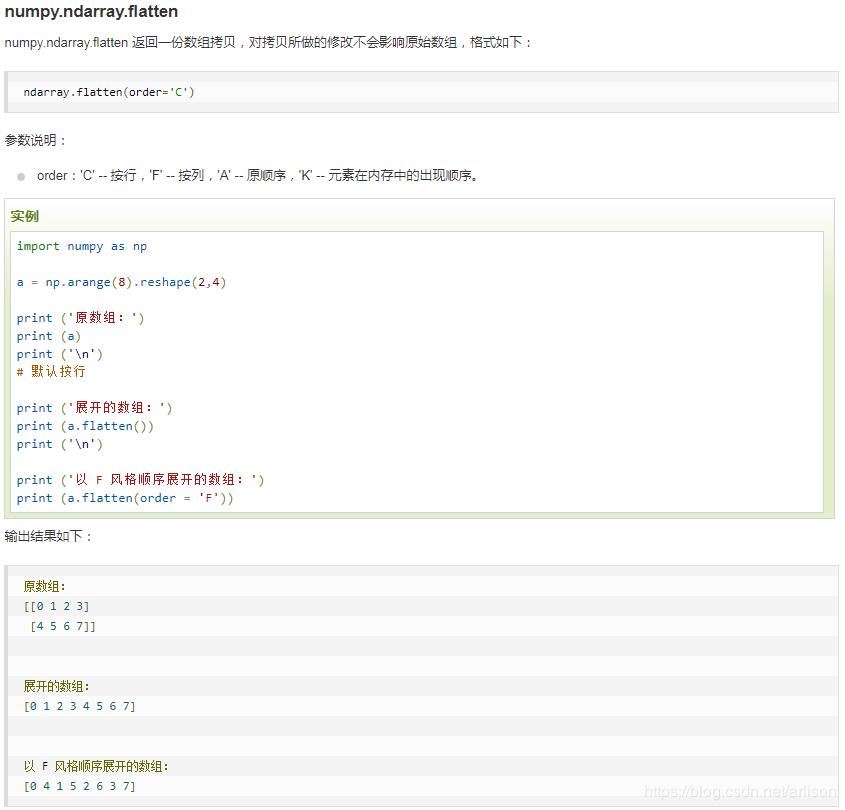 numpy.ndarray.flatten
numpy.ndarray.flatten 返回一份数组拷贝，对拷贝所做的修改不会影响原始数组，格式如下：
ndarray.flatten(order='C')
参数说明：
order：'C' -- 按行，'F' -- 按列，'A' -- 原顺序，'K' -- 元素在内存中的出现顺序。
实例
import numpy as np
a = np.arange(8).reshape(2,4)
print ('原数组：')
print (a)
print ('\n')
# 默认按行
print ('展开的数组：')
print (a.flatten())
print ('\n')
print ('以 F 风格顺序展开的数组：')
print (a.flatten(order = 'F'))
输出结果如下：
原数组：
[[0 1 2 3]
 [4 5 6 7]]
展开的数组：
[0 1 2 3 4 5 6 7]
以 F 风格顺序展开的数组：
[0 4 1 5 2 6 3 7]
https://blog.csdn.net/arlison